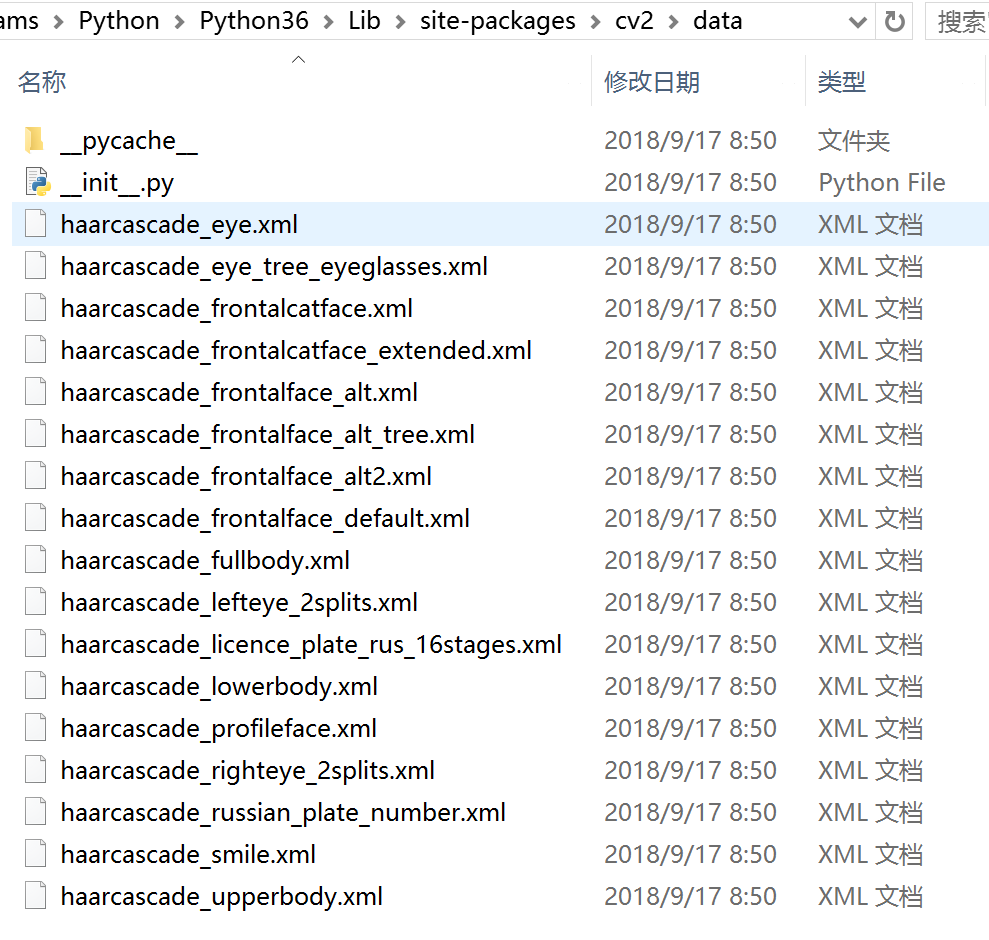 ams > Python > Python36 > Lib > site-packages > cv2 > data 搜索
名称 修改日期 类型
__pycache__ 2018/9/17 8:50 文件夹
__init__.py 2018/9/17 8:50 Python File
haarcascade_eye.xml 2018/9/17 8:50 XML 文档
haarcascade_eye_tree_eyeglasses.xml 2018/9/17 8:50 XML 文档
haarcascade_frontalcatface.xml 2018/9/17 8:50 XML 文档
haarcascade_frontalcatface_extended.xml 2018/9/17 8:50 XML 文档
haarcascade_frontalface_alt.xml 2018/9/17 8:50 XML 文档
haarcascade_frontalface_alt_tree.xml 2018/9/17 8:50 XML 文档
haarcascade_frontalface_alt2.xml 2018/9/17 8:50 XML 文档
haarcascade_frontalface_default.xml 2018/9/17 8:50 XML 文档
haarcascade_fullbody.xml 2018/9/17 8:50 XML 文档
haarcascade_lefteye_2splits.xml 2018/9/17 8:50 XML 文档
haarcascade_licence_plate_rus_16stages.xml 2018/9/17 8:50 XML 文档
haarcascade_lowerbody.xml 2018/9/17 8:50 XML 文档
haarcascade_profileface.xml 2018/9/17 8:50 XML 文档
haarcascade_righteye_2splits.xml 2018/9/17 8:50 XML 文档
haarcascade_russian_plate_number.xml 2018/9/17 8:50 XML 文档
haarcascade_smile.xml 2018/9/17 8:50 XML 文档
haarcascade_upperbody.xml 2018/9/17 8:50 XML 文档